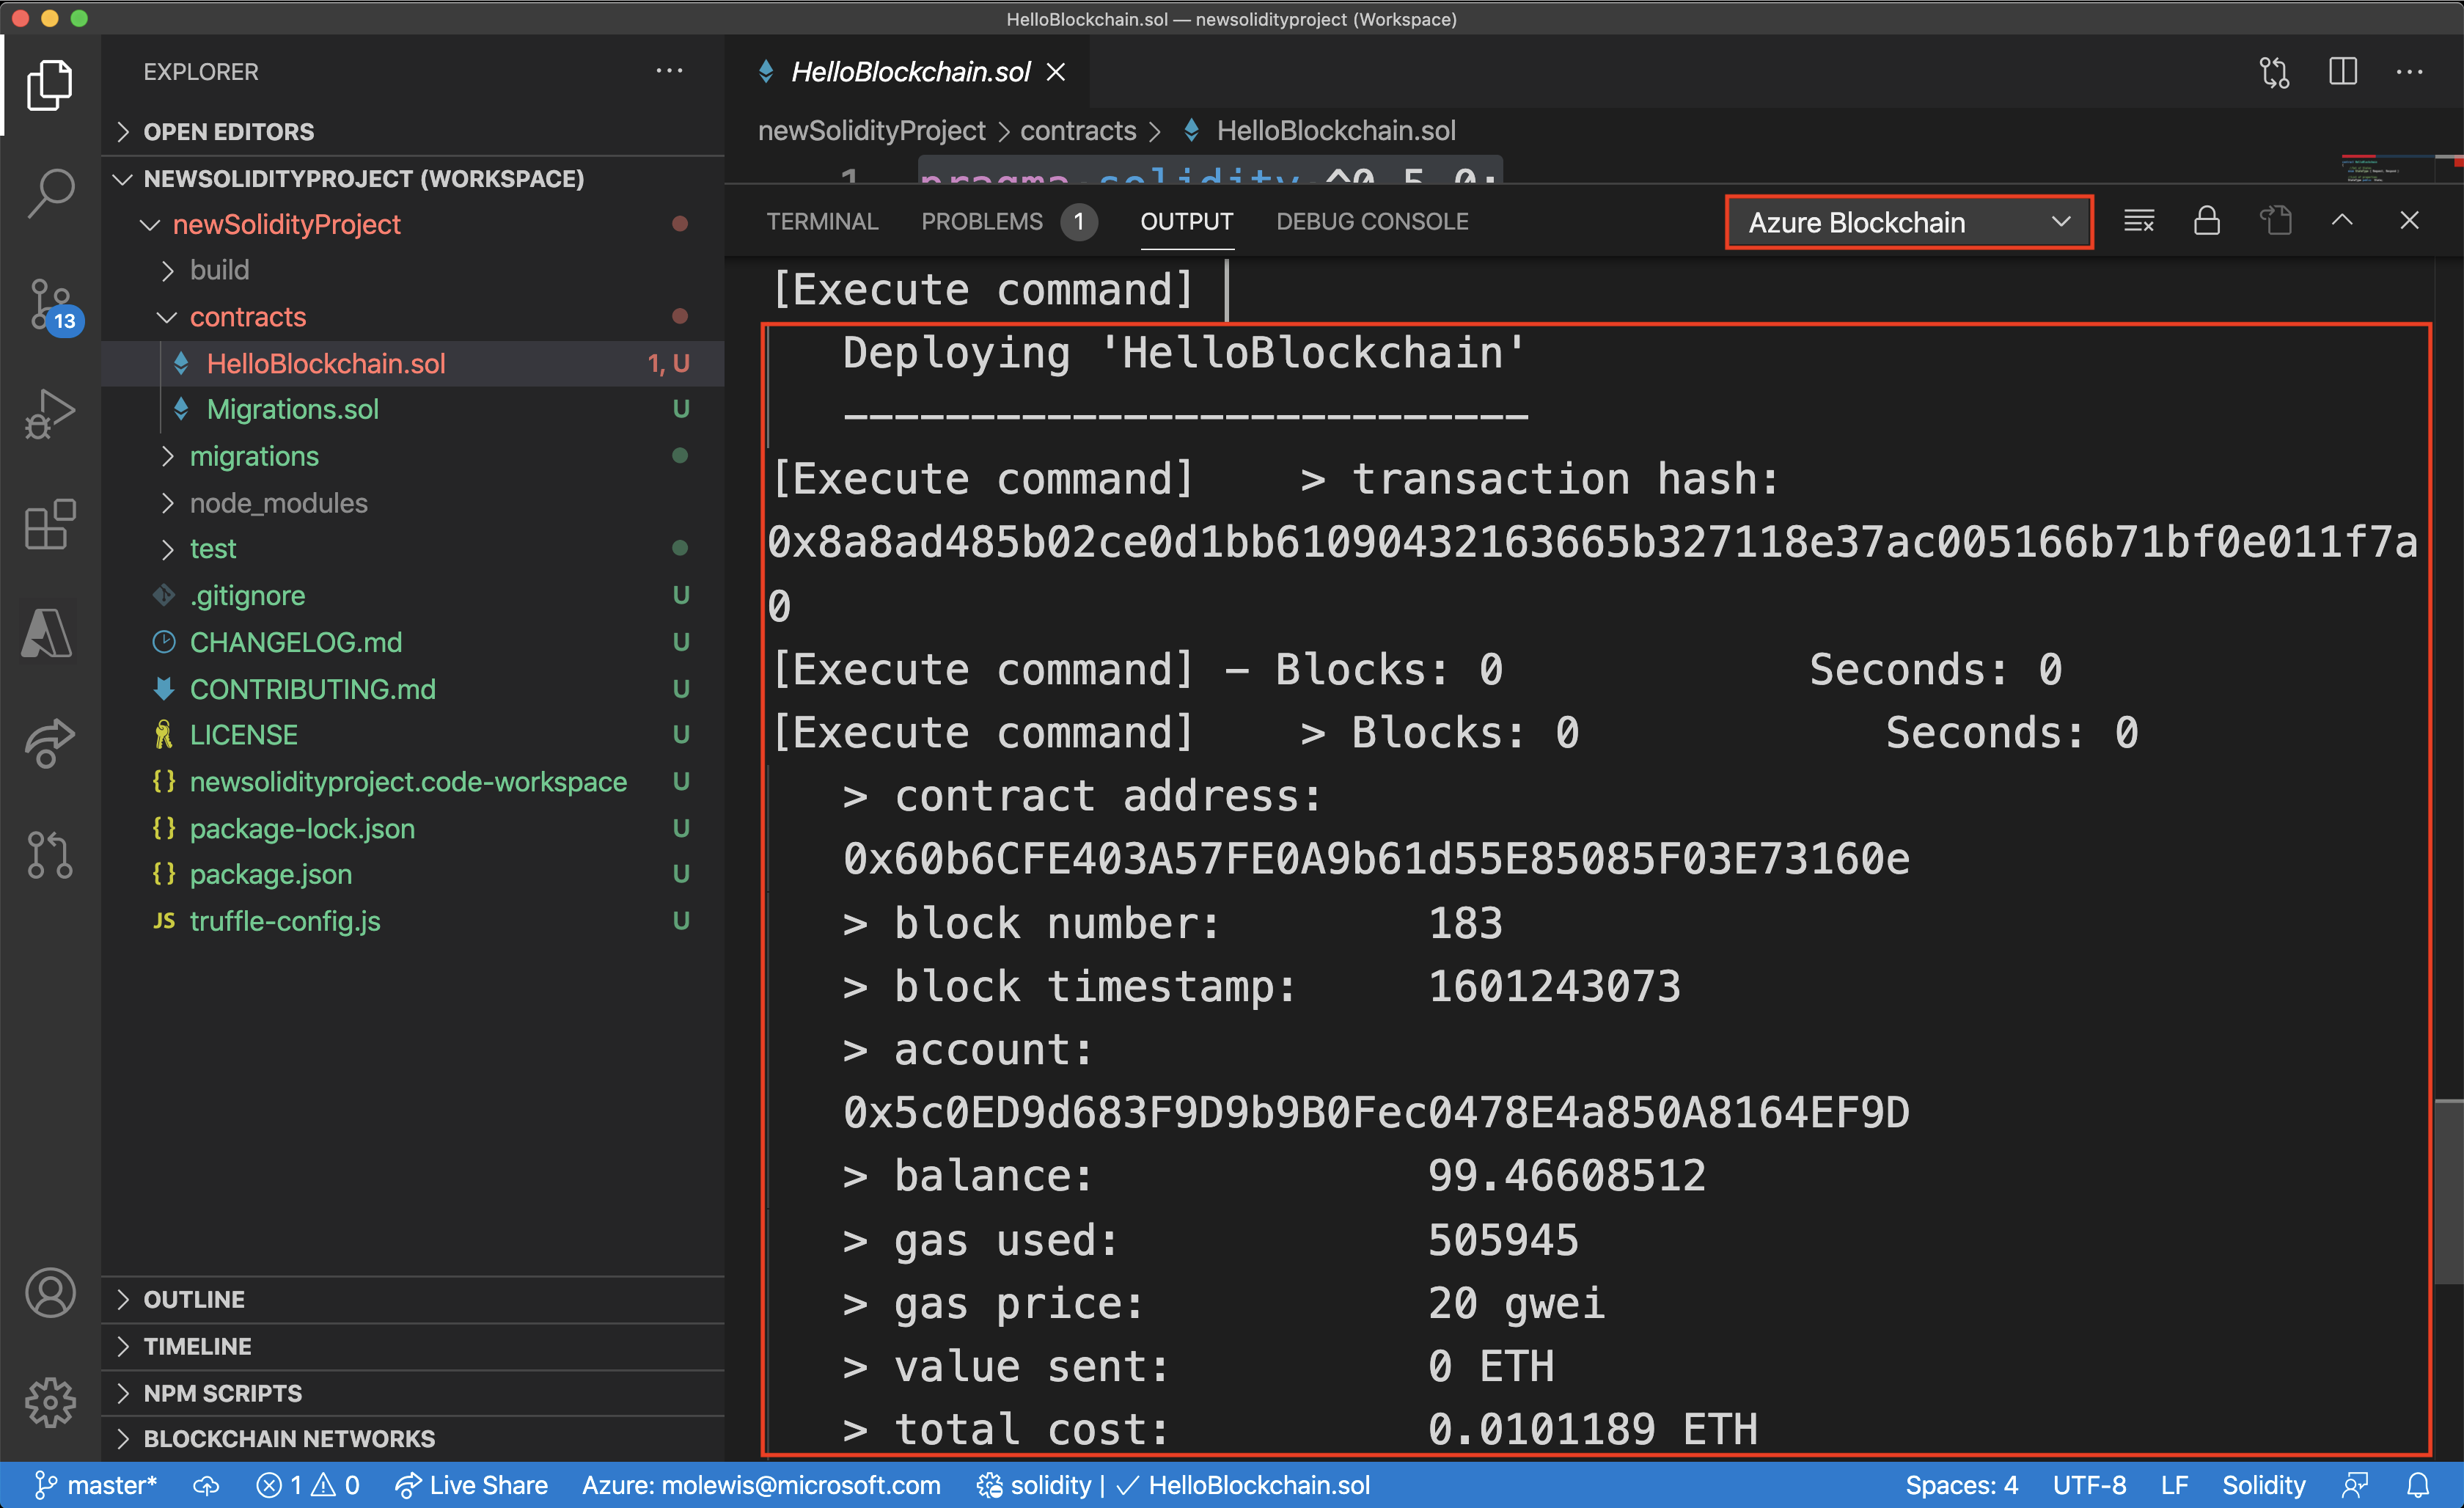 HelloBlockchain.sol — newsolidityproject (Workspace)
EXPLORER
OPEN EDITORS
NEWSOLIDITYPROJECT (WORKSPACE)
newSolidityProject
build
contracts
HelloBlockchain.sol 1, U
Migrations.sol U
migrations
node_modules
test
.gitignore U
CHANGELOG.md U
CONTRIBUTING.md U
LICENSE U
newsolidityproject.code-workspace U
package-lock.json U
package.json U
JS truffle-config.js U
OUTLINE
TIMELINE
NPM SCRIPTS
BLOCKCHAIN NETWORKS
13
HelloBlockchain.sol
newSolidityProject > contracts > HelloBlockchain.sol
1 pragma solidity ^0.5.0;
TERMINAL PROBLEMS 1 OUTPUT DEBUG CONSOLE Azure Blockchain
[Execute command]
Deploying 'HelloBlockchain'
---------------------------
[Execute command] > transaction hash:
0x8a8ad485b02ce0d1bb61090432163665b327118e37ac005166b71bf0e011f7a
0
[Execute command] - Blocks: 0 Seconds: 0
[Execute command] > Blocks: 0 Seconds: 0
> contract address:
0x60b6CFE403A57FE0A9b61d55E85085F03E73160e
> block number: 183
> block timestamp: 1601243073
> account:
0x5c0ED9d683F9D9b9B0Fec0478E4a850A8164EF9D
> balance: 99.46608512
> gas used: 505945
> gas price: 20 gwei
> value sent: 0 ETH
> total cost: 0.0101189 ETH
master* 1 0 Live Share Azure: molewis@microsoft.com solidity | ✓ HelloBlockchain.sol Spaces: 4 UTF-8 LF Solidity